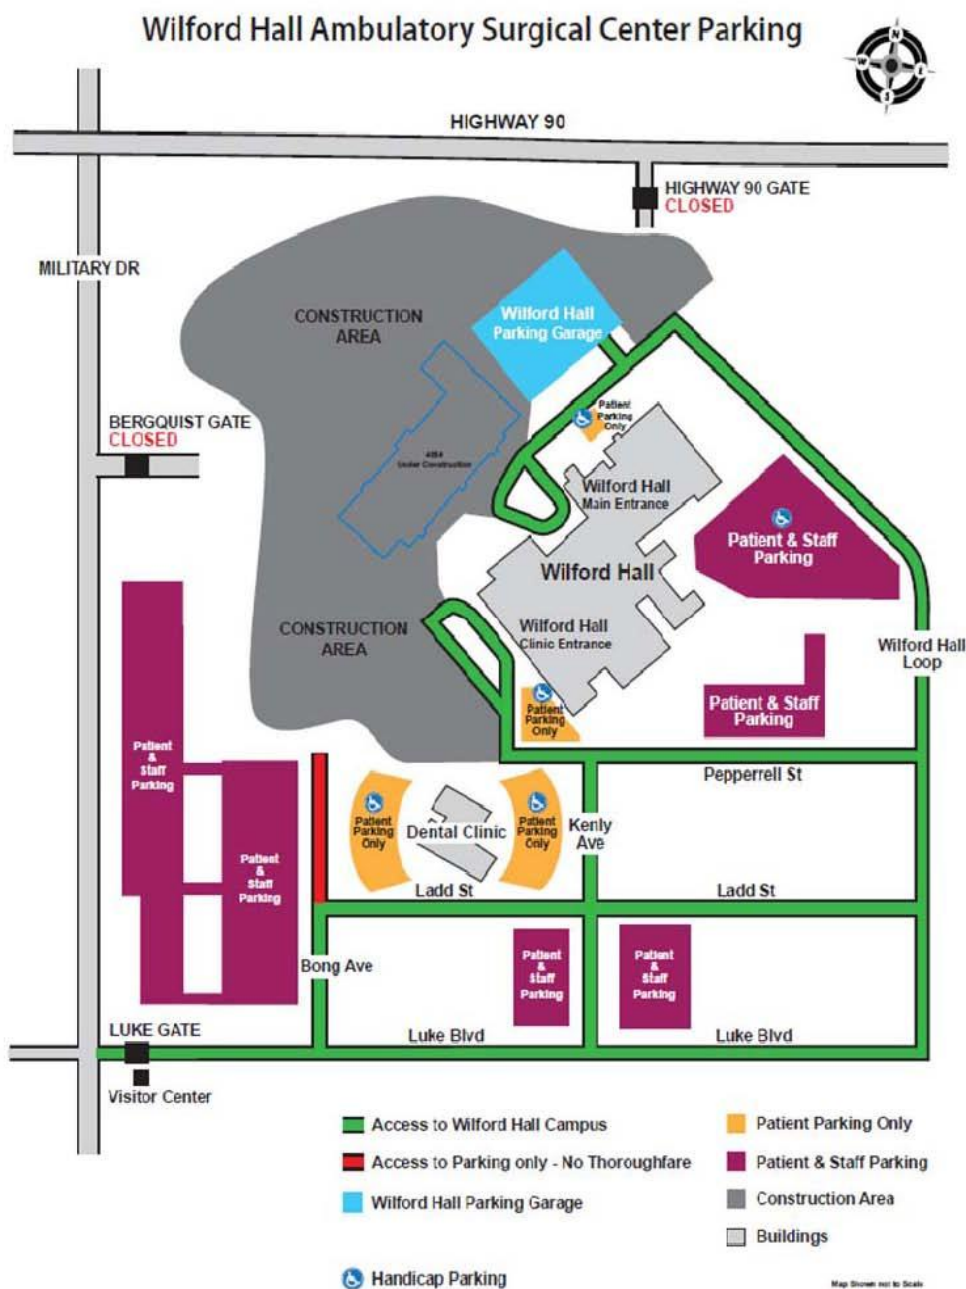 Wilford Hall Ambulatory Surgical Center Parking
N
W
E
S
HIGHWAY 90
HIGHWAY 90 GATE
CLOSED
MILITARY DR
CONSTRUCTION
AREA
Wilford Hall
Parking Garage
Patient
Parking
Only
BERGQUIST GATE
CLOSED
Under Construction
Wilford Hall
Main Entrance
Patient & Staff
Parking
Wilford Hall
CONSTRUCTION
AREA
Wilford Hall
Clinic Entrance
Wilford Hall
Loop
Patient
Parking
Only
Patient & Staff
Parking
Patient
&
Staff
Parking
Pepperrell St
Patient
Parking
Only
Dental Clinic
Patient
Parking
Only
Kenly
Ave
Patient
&
Staff
Parking
Ladd St
Ladd St
Bong Ave
Patient
&
Staff
Parking
Patient
&
Staff
Parking
LUKE GATE
Luke Blvd
Luke Blvd
Visitor Center
Access to Wilford Hall Campus
Patient Parking Only
Access to Parking only - No Thoroughfare
Patient & Staff Parking
Wilford Hall Parking Garage
Construction Area
Buildings
Handicap Parking
Map Shown not to Scale